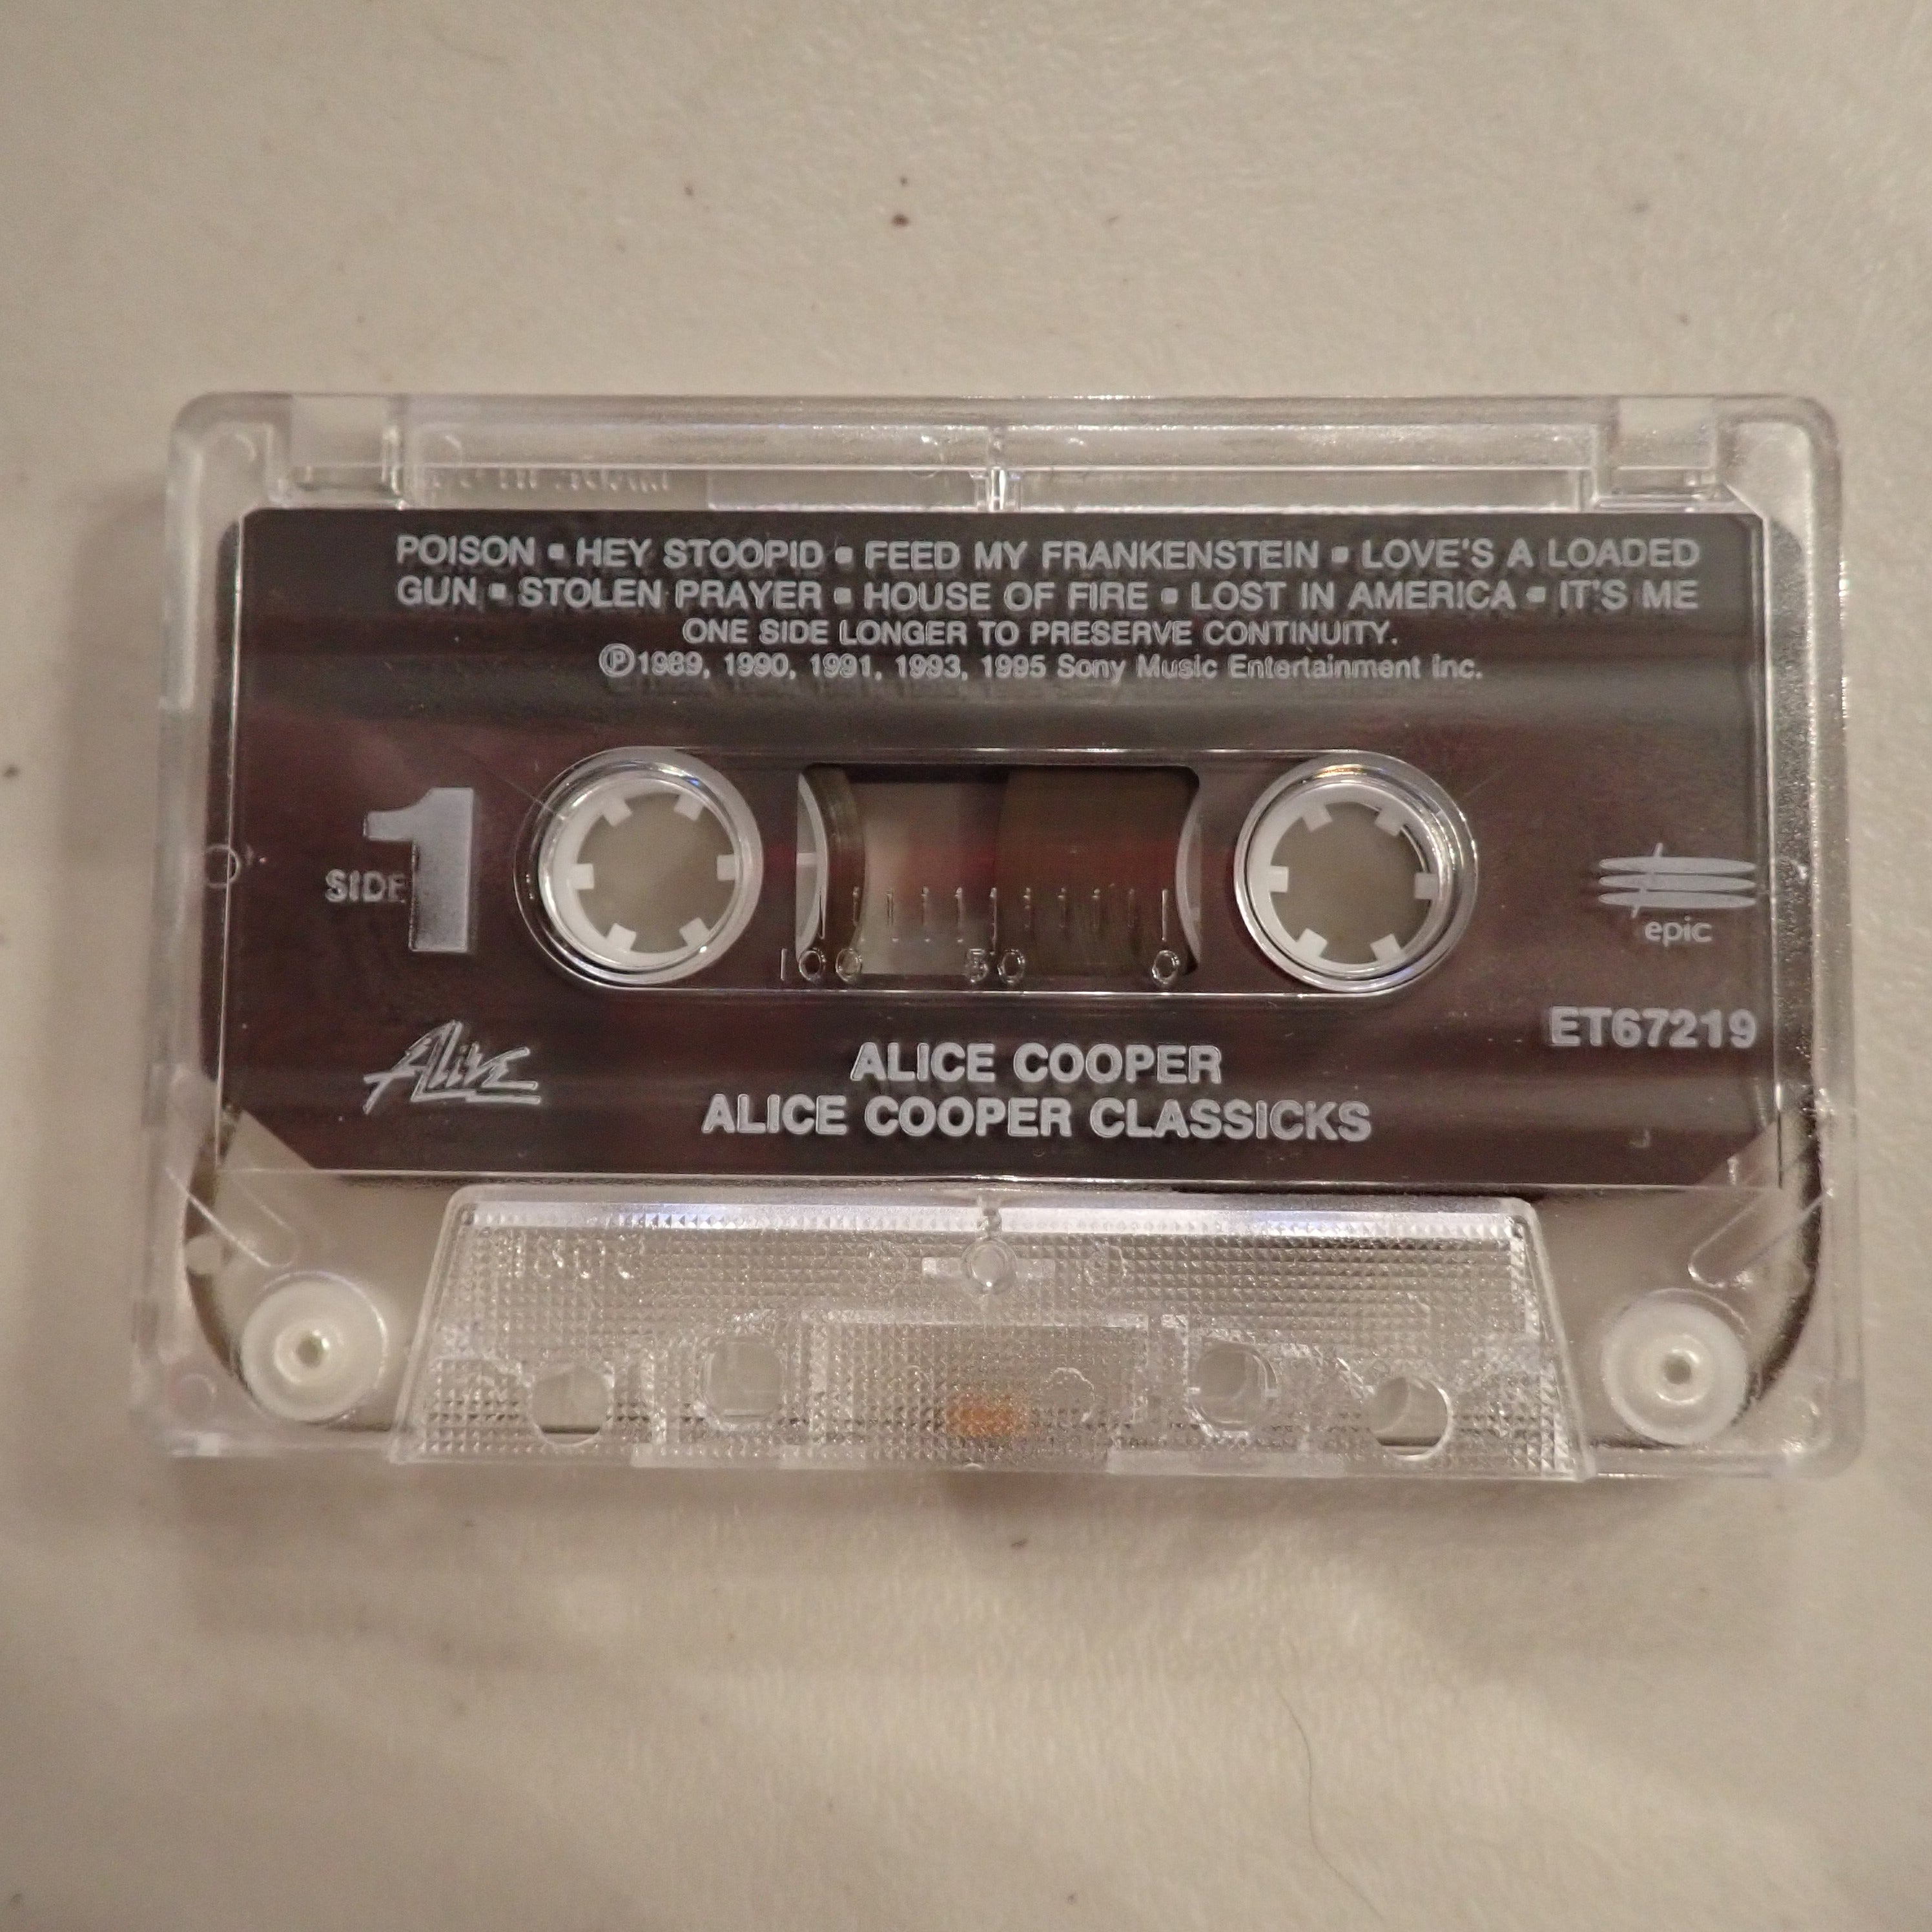 POISON ▪ HEY STOOPID ▪ FEED MY FRANKENSTEIN ▪ LOVE'S A LOADED
GUN ▪ STOLEN PRAYER ▪ HOUSE OF FIRE ▪ LOST IN AMERICA ▪ IT'S ME
ONE SIDE LONGER TO PRESERVE CONTINUITY.
Ⓟ1989, 1990, 1991, 1993, 1995 Sony Music Entertainment Inc.
SIDE 1
100 50 0
epic
ET67219
ALive
ALICE COOPER
ALICE COOPER CLASSICKS